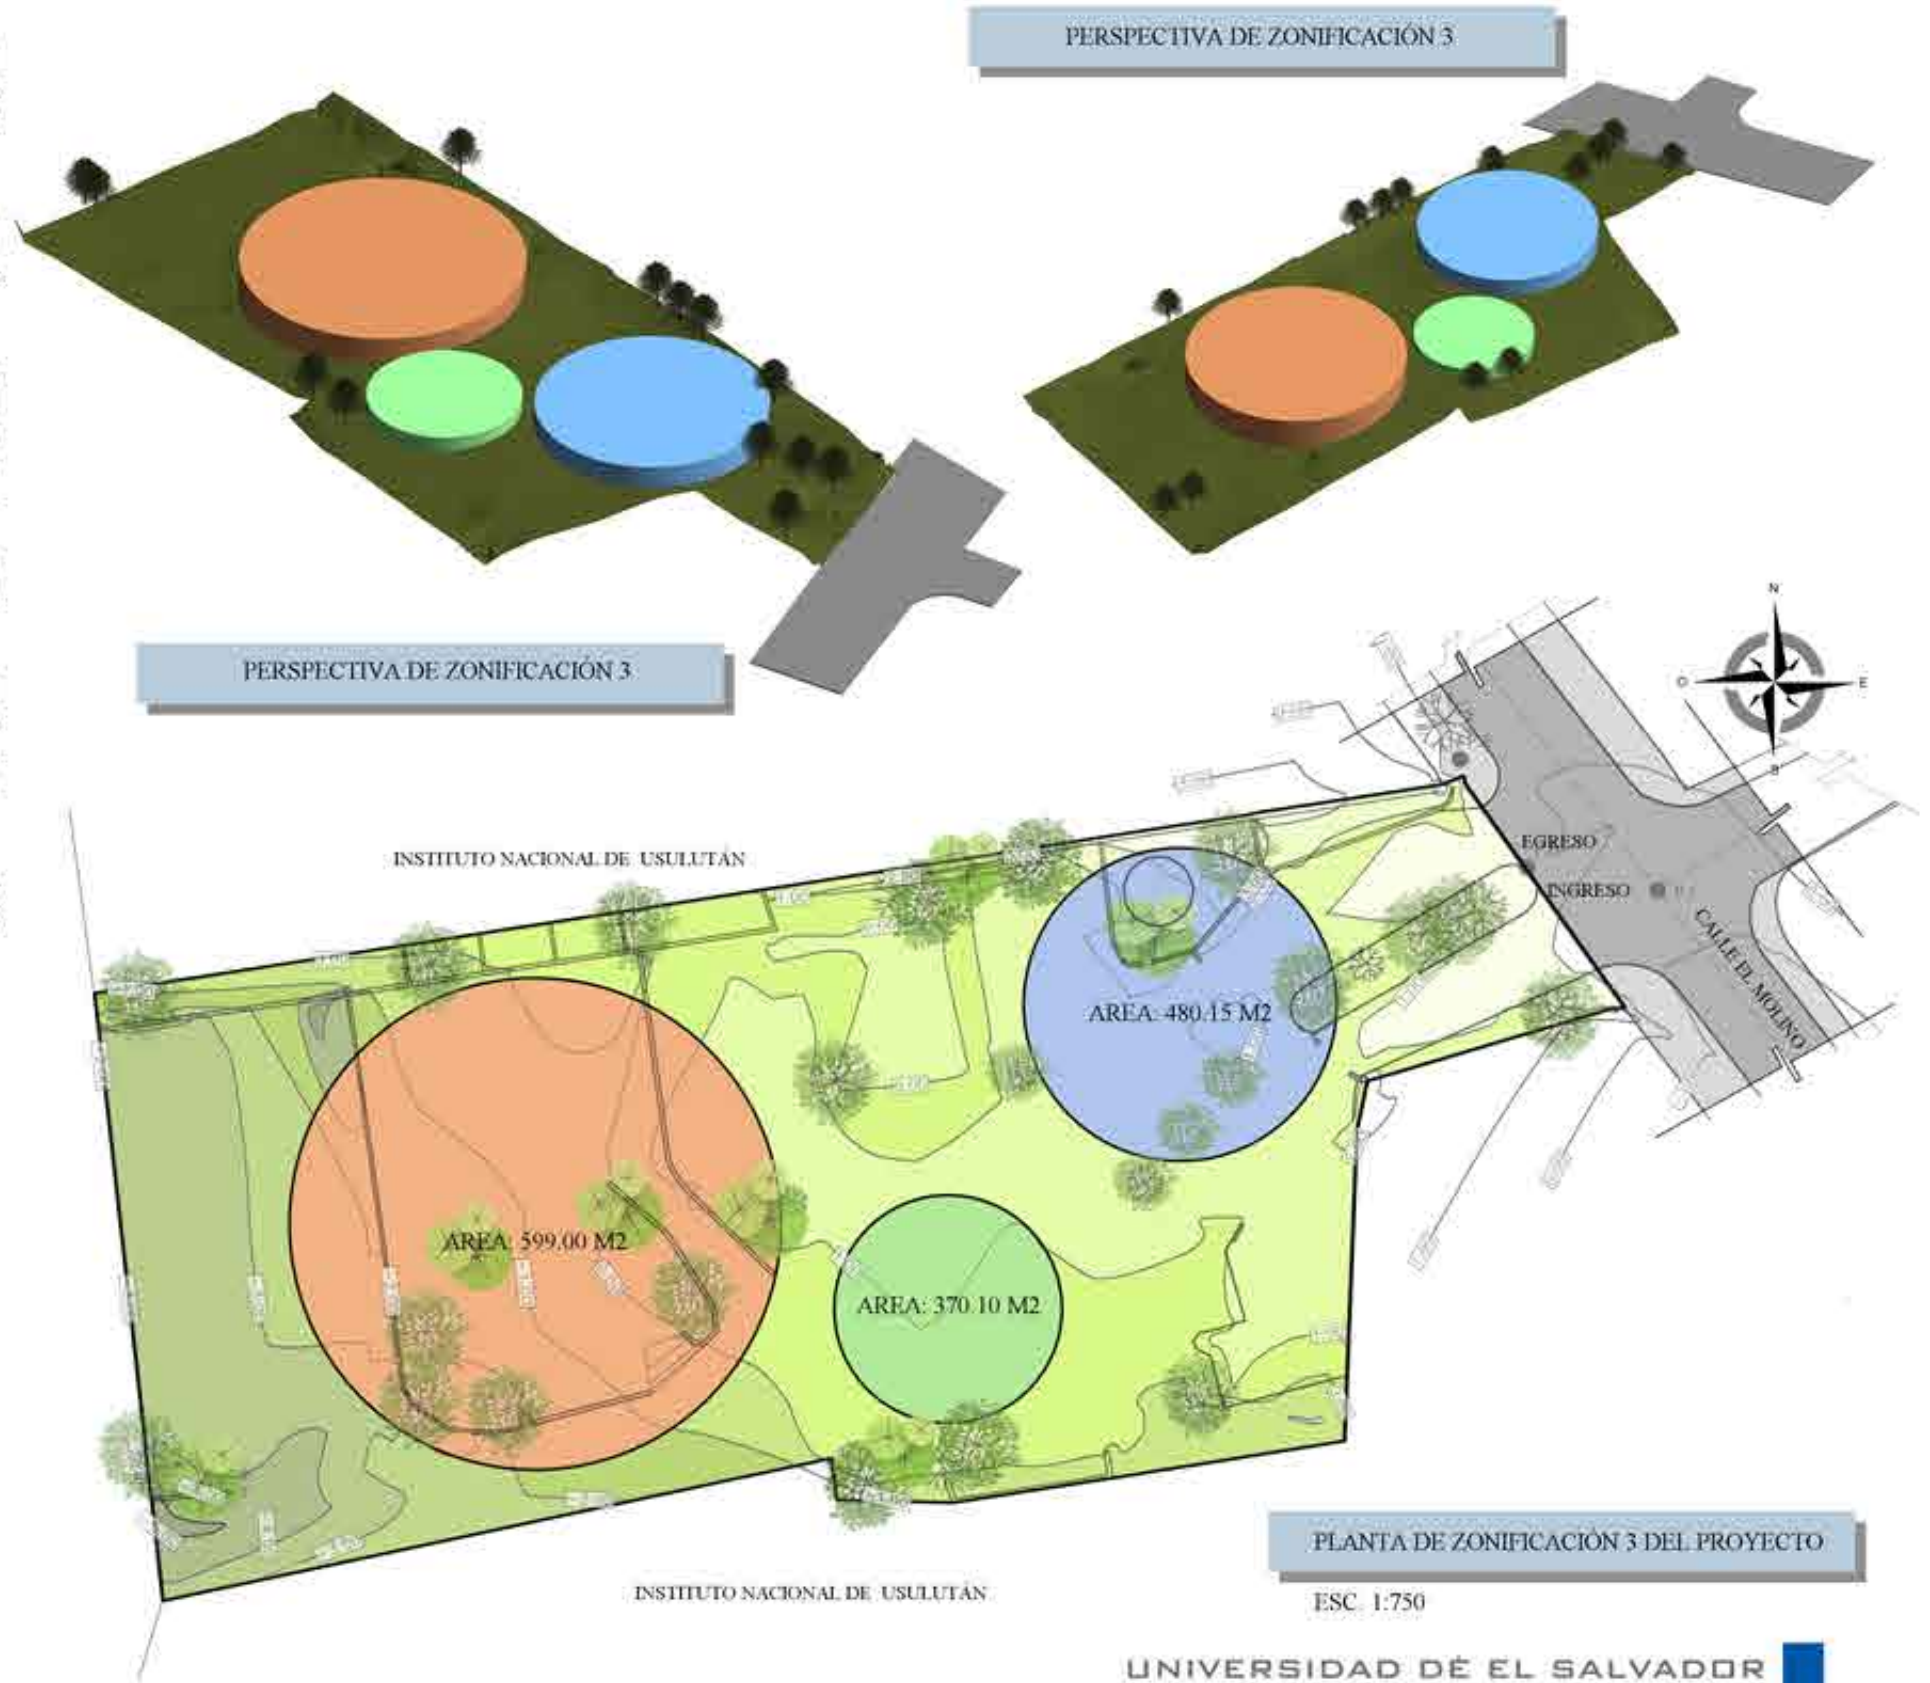 PERSPECTIVA DE ZONIFICACIÓN 3
PERSPECTIVA DE ZONIFICACIÓN 3
N
O
E
S
INSTITUTO NACIONAL DE USULUTÁN
EGRESO
INGRESO
CALLE EL MOLINO
AREA: 480.15 M2
AREA: 599.00 M2
AREA: 370.10 M2
PLANTA DE ZONIFICACIÓN 3 DEL PROYECTO
INSTITUTO NACIONAL DE USULUTÁN
ESC. 1:750
UNIVERSIDAD DE EL SALVADOR